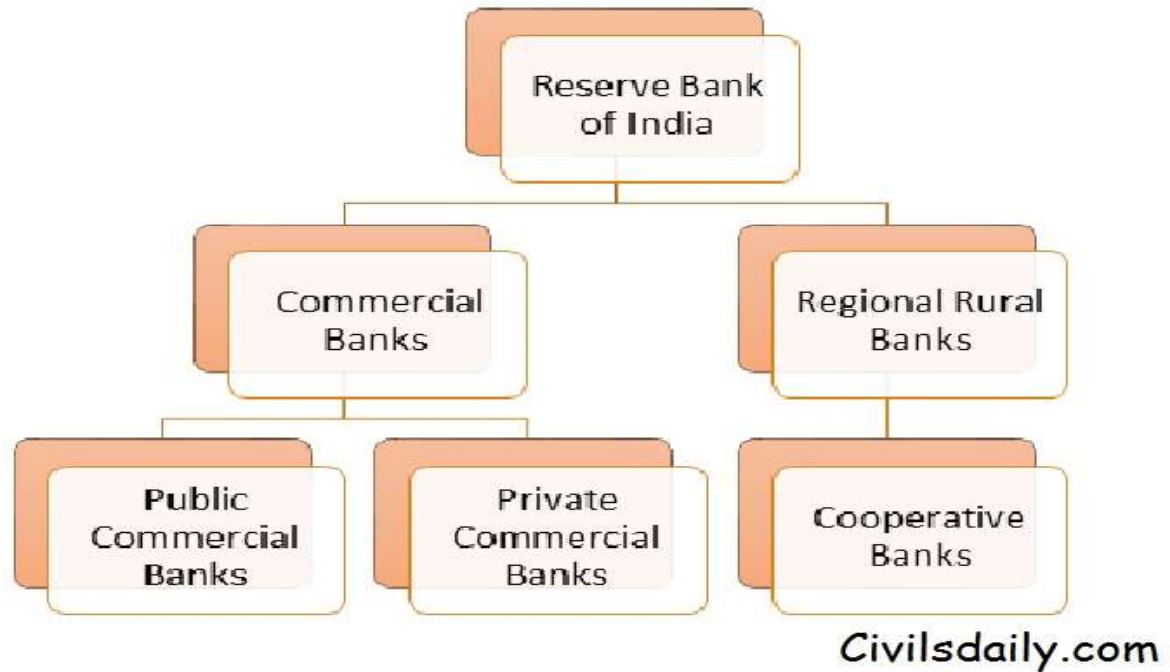 Reserve Bank
of India
Commercial
Banks
Regional Rural
Banks
Public
Commercial
Banks
Private
Commercial
Banks
Cooperative
Banks
Civilsdaily.com